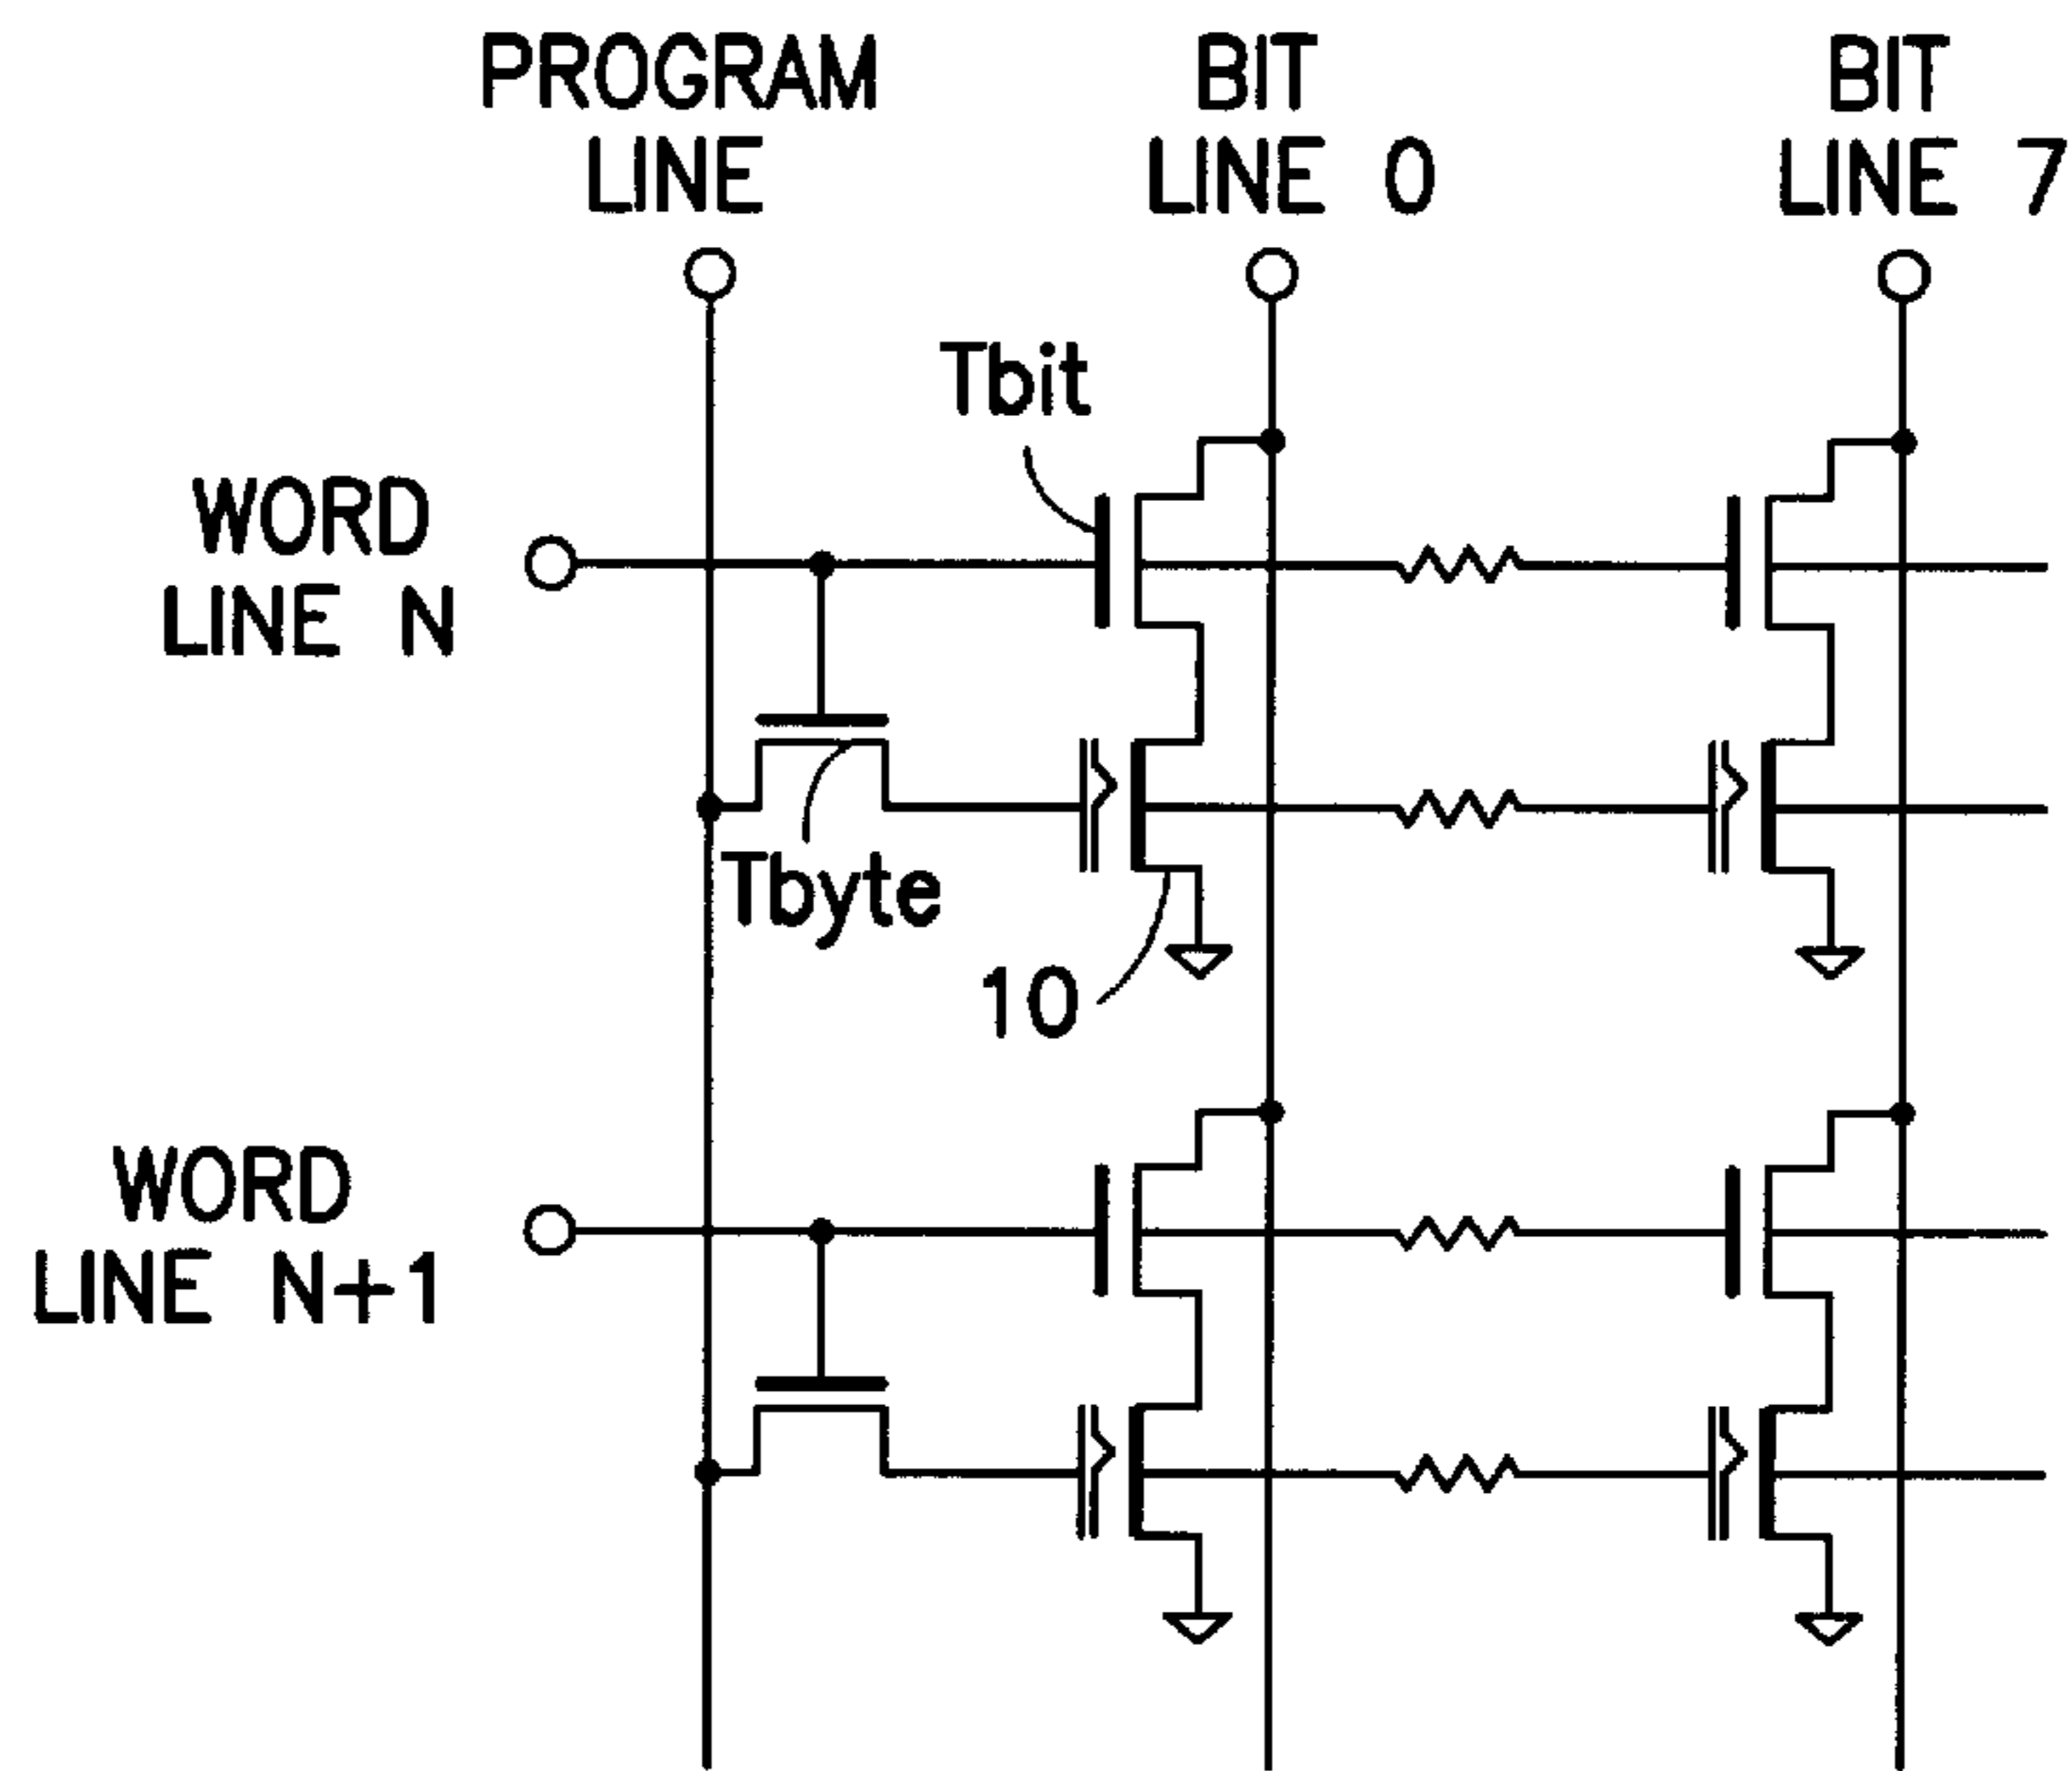 PROGRAM
LINE
BIT
LINE 0
BIT
LINE 7
Tbit
WORD
LINE N
Tbyte
10
WORD
LINE N+1